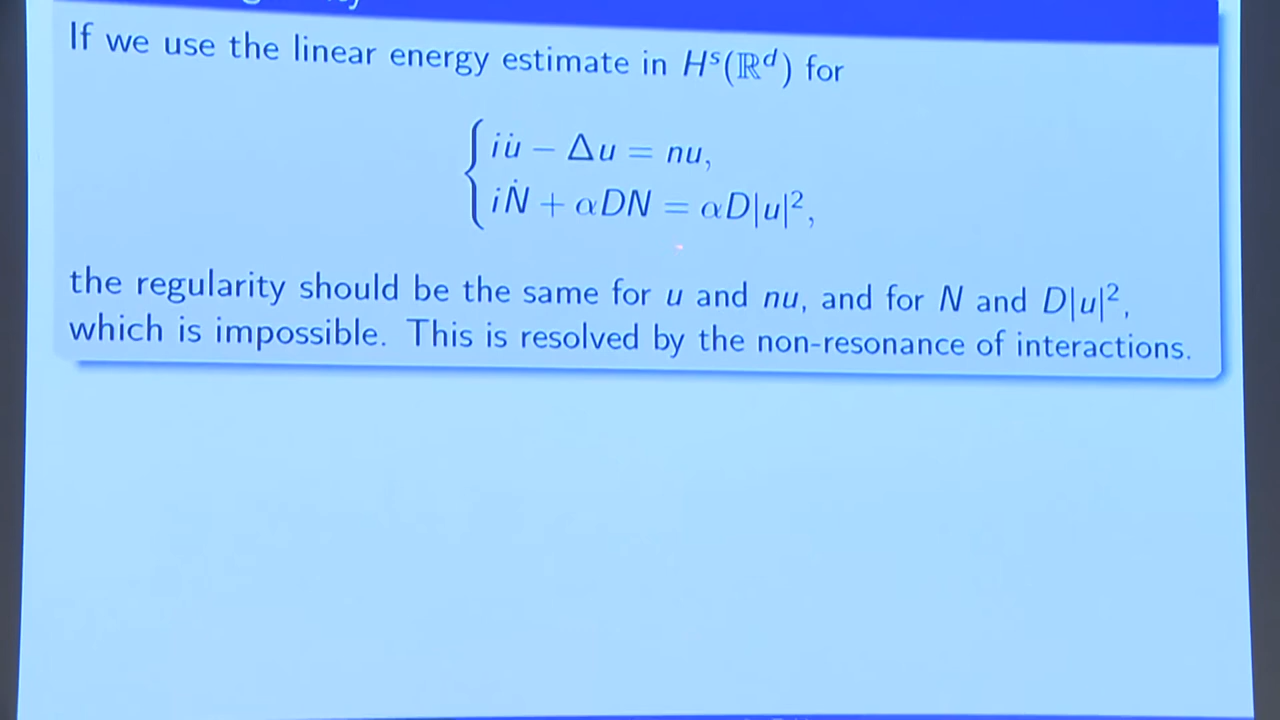 If we use the linear energy estimate in Hˢ(ℝᵈ) for
iu̇ − Δu = nu,
iṄ + αDN = αD|u|²,
the regularity should be the same for u and nu, and for N and D|u|²,
which is impossible. This is resolved by the non-resonance of interactions.